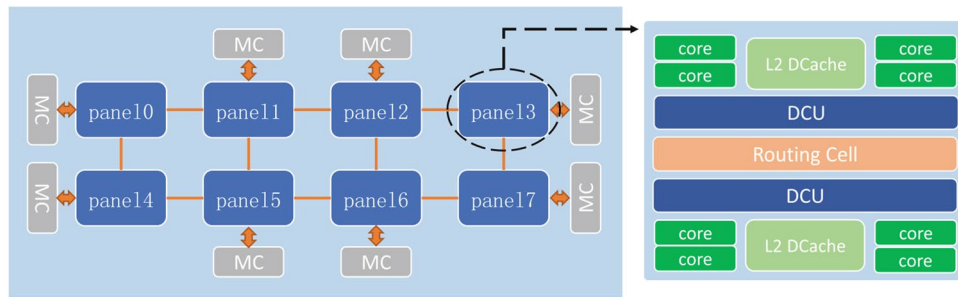 MC MC
MC panel0 panel1 panel2 panel3 MC
MC panel4 panel5 panel6 panel7 MC
MC MC
core L2 DCache core
core core
DCU
Routing Cell
DCU
core L2 DCache core
core core